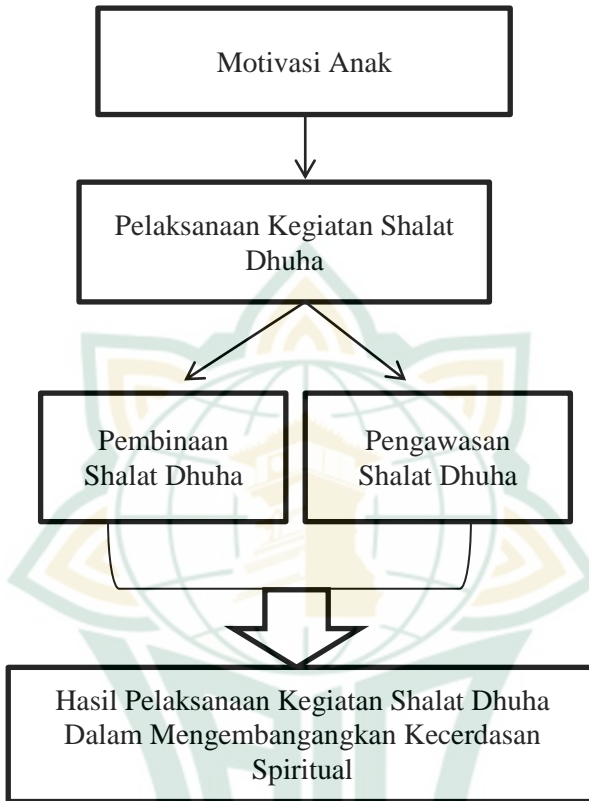 Motivasi Anak
Pelaksanaan Kegiatan Shalat
Dhuha
Pembinaan
Shalat Dhuha
Pengawasan
Shalat Dhuha
Hasil Pelaksanaan Kegiatan Shalat Dhuha
Dalam Mengembangangkan Kecerdasan
Spiritual